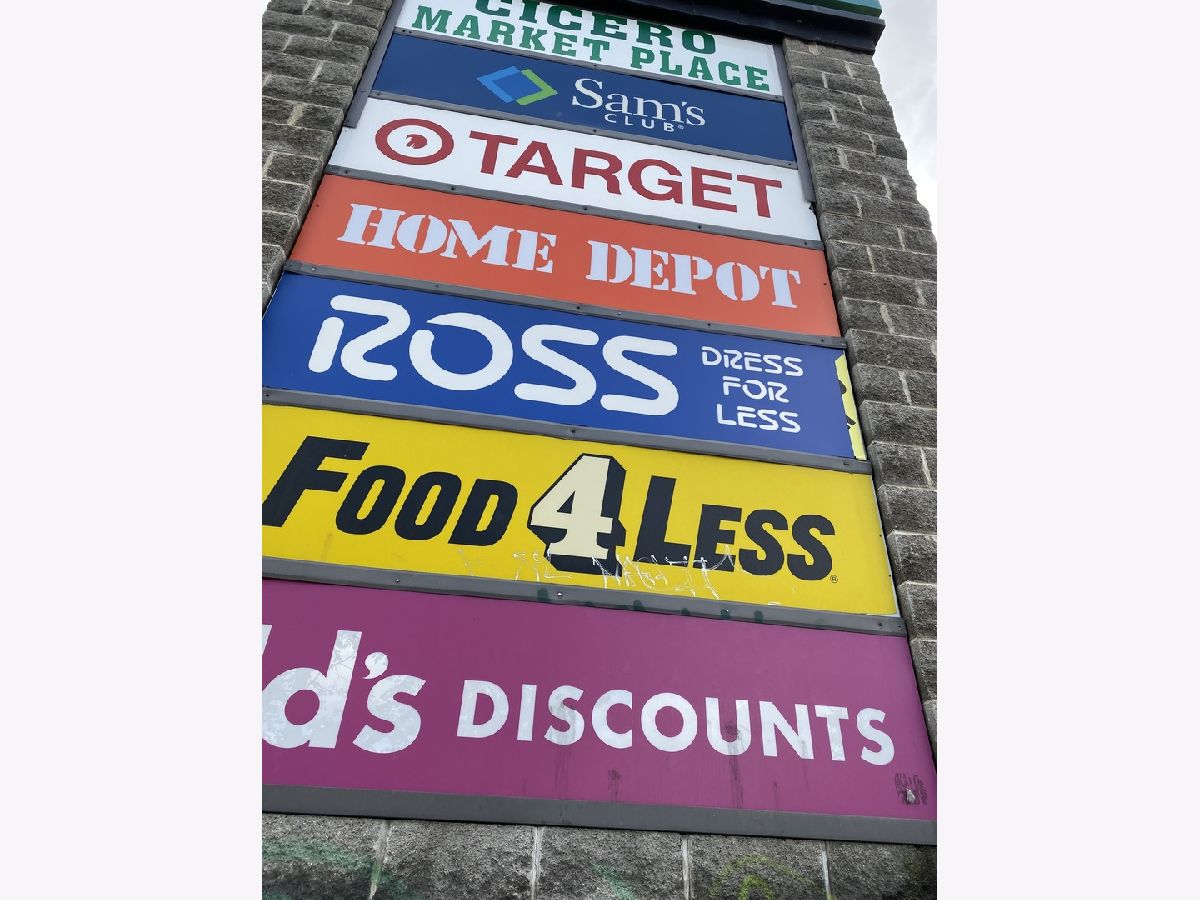 CICERO
MARKET PLACE
Sam's
CLUB®
TARGET
HOME DEPOT
ROSS
DRESS
FOR
LESS
FOOD 4 LESS®
d's DISCOUNTS